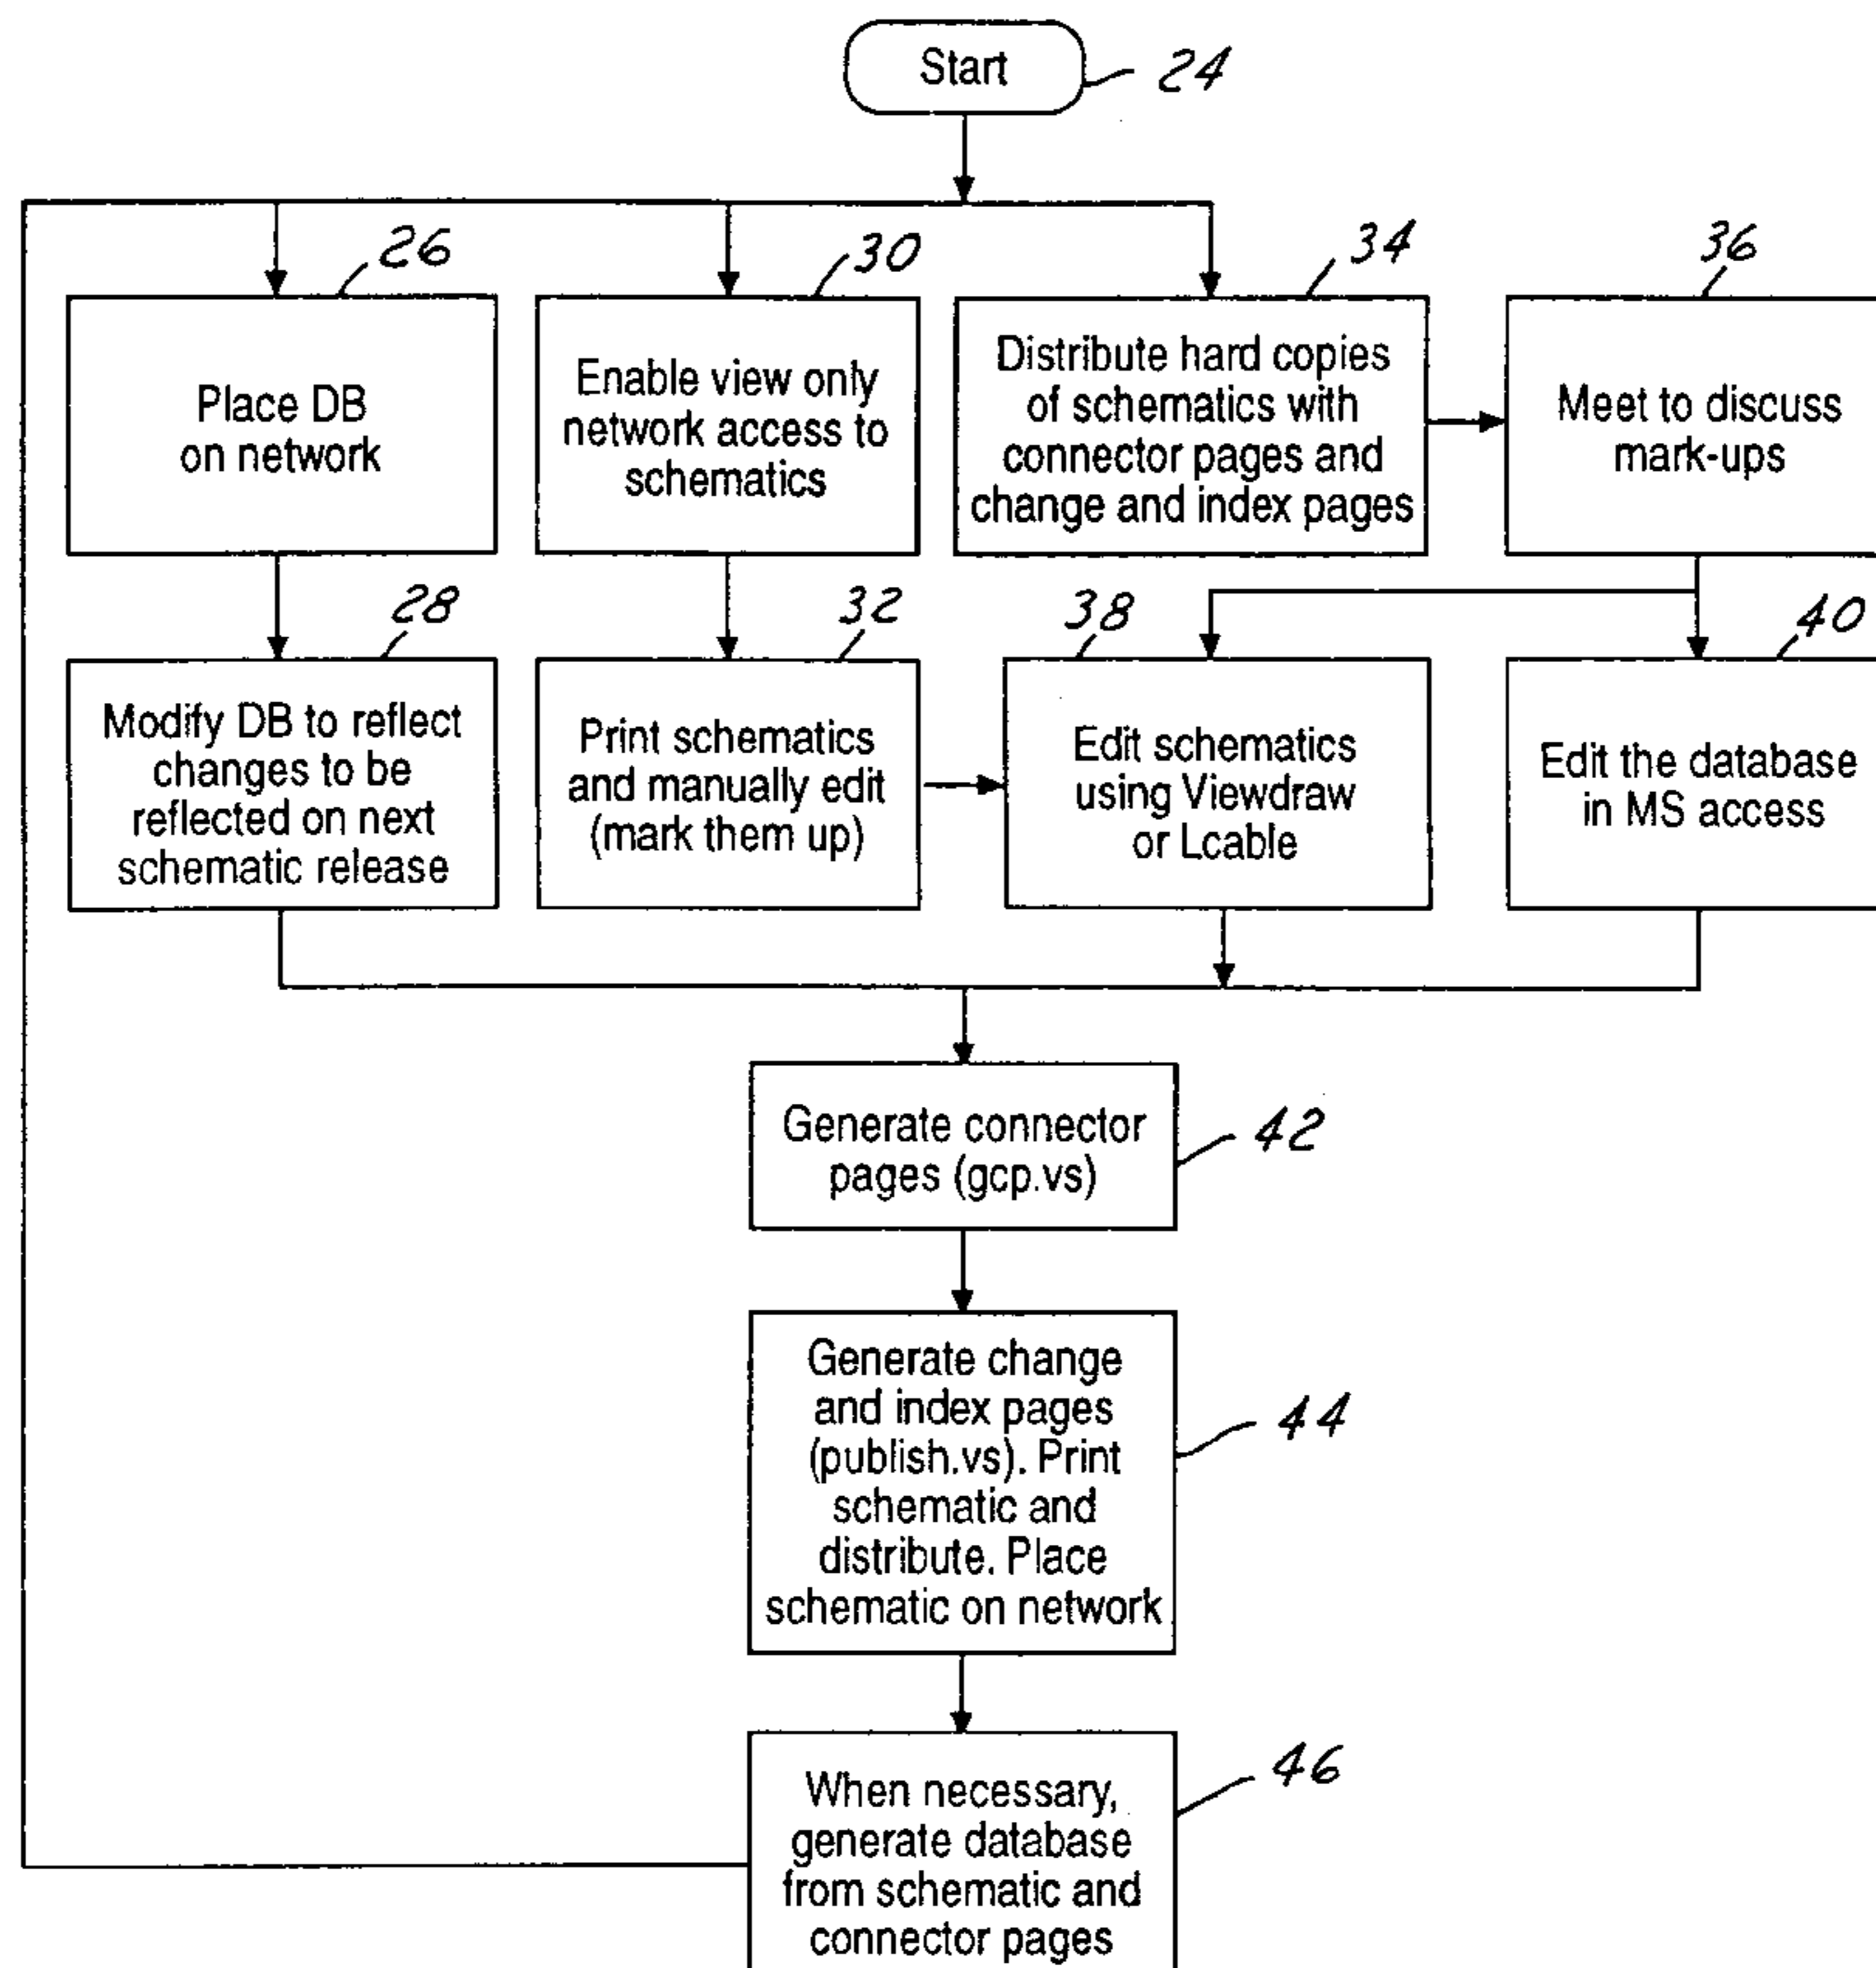 Start
24
26
30
34
36
Place DB
on network
Enable view only
network access to
schematics
Distribute hard copies
of schematics with
connector pages and
change and index pages
Meet to discuss
mark-ups
28
32
38
40
Modify DB to reflect
changes to be
reflected on next
schematic release
Print schematics
and manually edit
(mark them up)
Edit schematics
using Viewdraw
or Lcable
Edit the database
in MS access
Generate connector
pages (gcp.vs)
42
Generate change
and index pages
(publish.vs). Print
schematic and
distribute. Place
schematic on network
44
When necessary,
generate database
from schematic and
connector pages
46